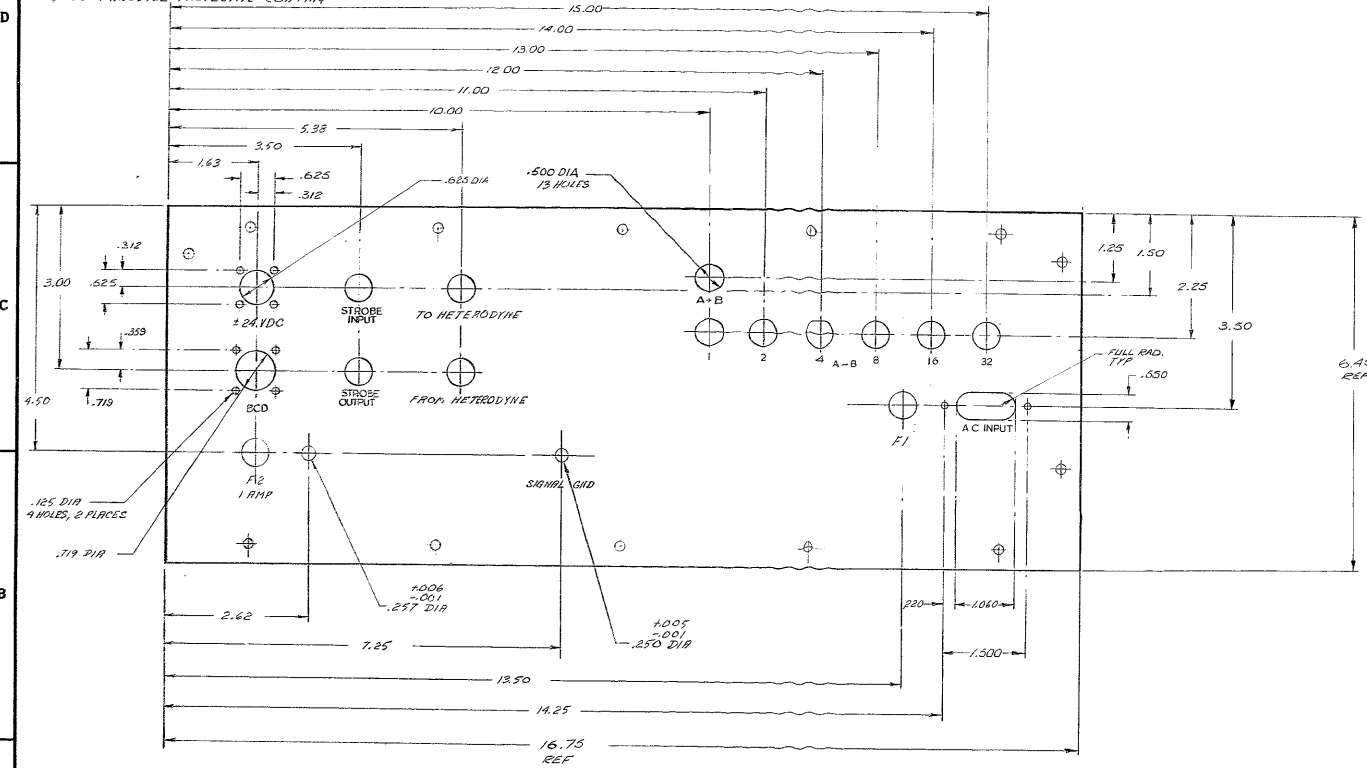 D
15.00
14.00
13.00
12.00
11.00
10.00
5.38
3.50
1.63
.625
.312
.625 DIA
.500 DIA
13 HOLES
.312
3.00
.625
C
.359
4.50
.719
±24.VDC
STROBE
INPUT
TO HETERODYNE
A+B
1
2
4
8
16
32
A-B
1.25
1.50
2.25
3.50
FULL RAD.
TYP
.650
REF
BCD
STROBE
OUTPUT
FROM HETERODYNE
F1
AC INPUT
F2
1 AMP
SIGNAL GRD
.125 DIA
4 HOLES, 2 PLACES
.719 DIA
B
+.006
-.001
.257 DIA
2.62
+.005
-.001
.250 DIA
7.25
.220
1.060
1.500
13.50
14.25
16.75
REF